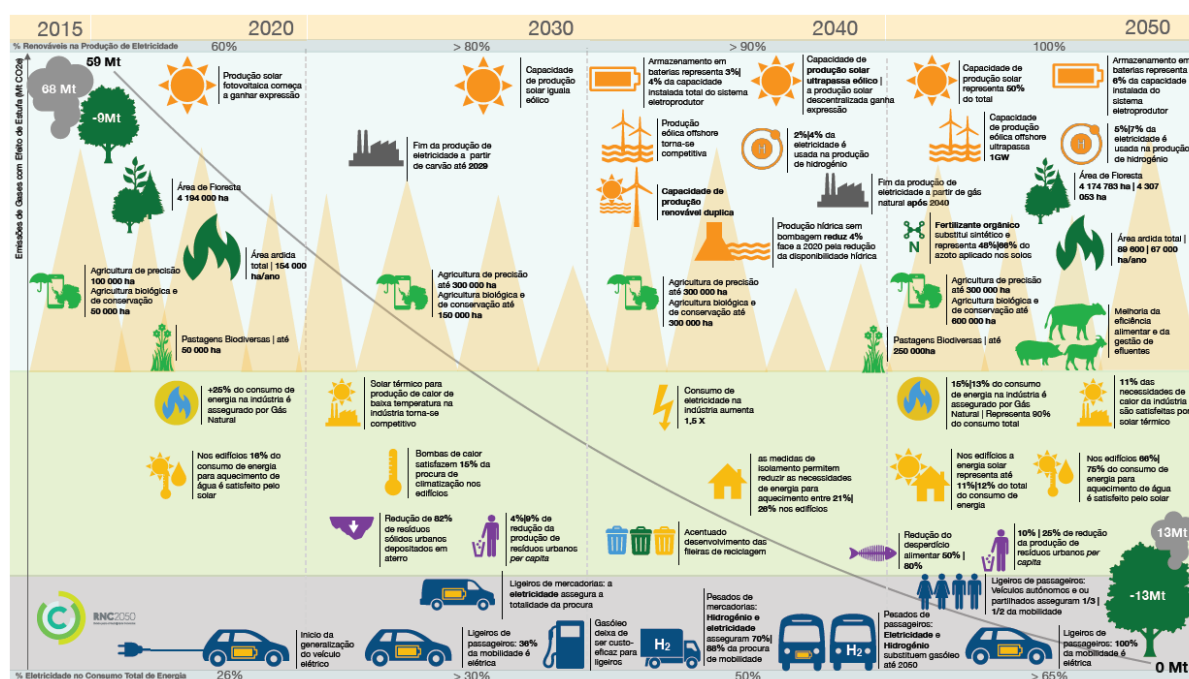 2015
2020
2030
2040
2050
% Renováveis na Produção de Eletricidade
60%
> 80%
> 90%
100%
Emissões de Gases com Efeito de Estufa (Mt CO2e)
59 Mt
68 Mt
-9Mt
Produção solar
fotovoltaica começa
a ganhar expressão
Capacidade
de produção
solar iguala
eólico
Armazenamento em
baterias representa 3%|
4% da capacidade
instalada total do sistema
eletroprodutor
Capacidade de
produção solar
ultrapassa eólico |
a produção solar
descentralizada ganha
expressão
Capacidade
de produção
solar
representa 50%
do total
Armazenamento em
baterias representa
6% da capacidade
instalada do
sistema
eletroprodutor
Fim da produção de
eletricidade a partir
de carvão até 2029
Produção
eólica offshore
torna-se
competitiva
2%|4% da
eletricidade é
usada na produção
de hidrogénio
H
Capacidade
de produção
eólica offshore
ultrapassa
1GW
H
5%|7% da
eletricidade é
usada na produção
de hidrogénio
Área de Floresta
4 194 000 ha
Capacidade de
produção
renovável duplica
Fim da produção de
eletricidade a partir de gás
natural após 2040
Área de Floresta
4 174 783 ha | 4 307
053 ha
Área ardida
total | 154 000
ha/ano
Produção hídrica sem
bombagem reduz 4%
face a 2020 pela redução
da disponibilidade hídrica
N
Fertilizante orgânico
substitui sintético e
representa 48%|66% do
azoto aplicado nos solos
Área ardida total |
89 600 | 67 000
ha/ano
Agricultura de precisão
100 000 ha
Agricultura biológica e
de conservação
50 000 ha
Agricultura de precisão
até 300 000 ha
Agricultura biológica e
de conservação até
150 000 ha
Agricultura de precisão
até 300 000 ha
Agricultura biológica e
de conservação até
300 000 ha
Agricultura de precisão
até 300 000 ha
Agricultura biológica e
de conservação até
600 000 ha
Melhoria da
eficiência
alimentar e da
gestão de
efluentes
Pastagens Biodiversas | até
50 000 ha
Pastagens Biodiversas | até
250 000ha
+25% do consumo de
energia na indústria é
assegurado por Gás
Natural
Solar térmico para
produção de calor de
baixa temperatura na
indústria torna-se
competitivo
Consumo de
eletricidade na
indústria aumenta
1,5 X
15%|13% do consumo
de energia na indústria é
assegurado por Gás
Natural | Representa 90%
do consumo total
11% das
necessidades de
calor da indústria
são satisfeitas por
solar térmico
Nos edifícios 16% do
consumo de energia
para aquecimento de
água é satisfeito pelo
solar
Bombas de calor
satisfazem 15% da
procura de
climatização nos
edifícios
as medidas de
isolamento permitem
reduzir as necessidades
de energia para
aquecimento entre 21%|
26% nos edifícios
Nos edifícios a
energia solar
representa até
11%|12% do total
do consumo de
energia
Nos edifícios 66%|
75% do consumo de
energia para
aquecimento de
água é satisfeito pelo
solar
Redução de 82%
de resíduos
sólidos urbanos
depositados em
aterro
4%|9% de
redução da
produção de
resíduos urbanos
per capita
Acentuado
desenvolvimento das
fileiras de reciclagem
Redução do
desperdício
alimentar 50% |
80%
10% | 25% de redução
da produção de
resíduos urbanos per
capita
13Mt
-13Mt
RNC2050
Ligeiros de mercadorias: a
eletricidade assegura a
totalidade da procura
Ligeiros de passageiros:
Veículos autónomos e ou
partilhados asseguram 1/3 |
1/2 da mobilidade
Início da
generalização
do veículo
elétrico
Ligeiros de
passageiros: 36%
da mobilidade é
elétrica
Gasóleo
deixa de
ser custo-
eficaz para
ligeiros
H2
Pesados de
mercadorias:
Hidrogénio e
eletricidade
asseguram 70%|
88% da procura
de mobilidade
H2
Pesados de
passageiros:
Eletricidade e
Hidrogénio
substituem gasóleo
até 2050
Ligeiros de
passageiros: 100%
da mobilidade é
elétrica
0 Mt
% Eletricidade no Consumo Total de Energia
26%
> 30%
50%
> 65%